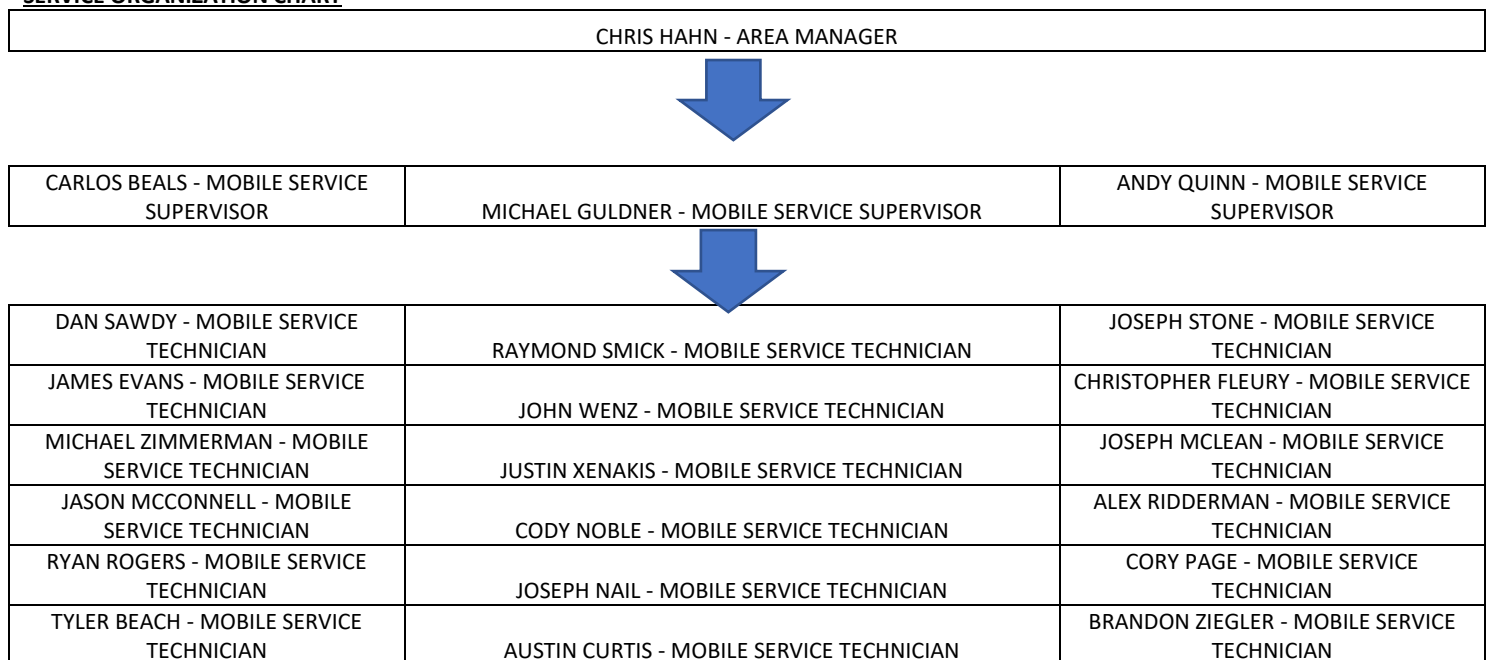 SERVICE ORGANIZATION CHART
CHRIS HAHN - AREA MANAGER
CARLOS BEALS - MOBILE SERVICE
SUPERVISOR
MICHAEL GULDNER - MOBILE SERVICE SUPERVISOR
ANDY QUINN - MOBILE SERVICE
SUPERVISOR
DAN SAWDY - MOBILE SERVICE
TECHNICIAN
RAYMOND SMICK - MOBILE SERVICE TECHNICIAN
JOSEPH STONE - MOBILE SERVICE
TECHNICIAN
JAMES EVANS - MOBILE SERVICE
TECHNICIAN
JOHN WENZ - MOBILE SERVICE TECHNICIAN
CHRISTOPHER FLEURY - MOBILE SERVICE
TECHNICIAN
MICHAEL ZIMMERMAN - MOBILE
SERVICE TECHNICIAN
JUSTIN XENAKIS - MOBILE SERVICE TECHNICIAN
JOSEPH MCLEAN - MOBILE SERVICE
TECHNICIAN
JASON MCCONNELL - MOBILE
SERVICE TECHNICIAN
CODY NOBLE - MOBILE SERVICE TECHNICIAN
ALEX RIDDERMAN - MOBILE SERVICE
TECHNICIAN
RYAN ROGERS - MOBILE SERVICE
TECHNICIAN
JOSEPH NAIL - MOBILE SERVICE TECHNICIAN
CORY PAGE - MOBILE SERVICE
TECHNICIAN
TYLER BEACH - MOBILE SERVICE
TECHNICIAN
AUSTIN CURTIS - MOBILE SERVICE TECHNICIAN
BRANDON ZIEGLER - MOBILE SERVICE
TECHNICIAN